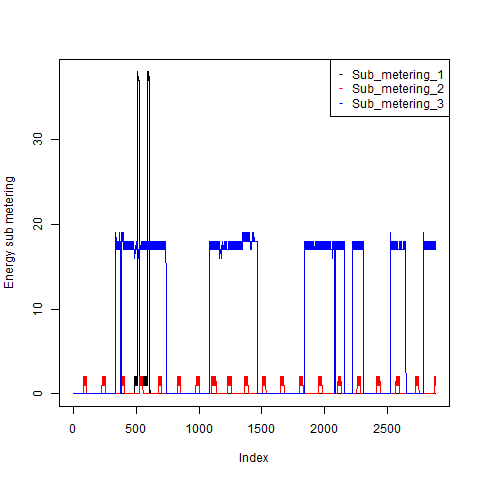 Sub_metering_1
Sub_metering_2
Sub_metering_3
Energy sub metering
30
20
10
0
0
500
1000
1500
2000
2500
Index